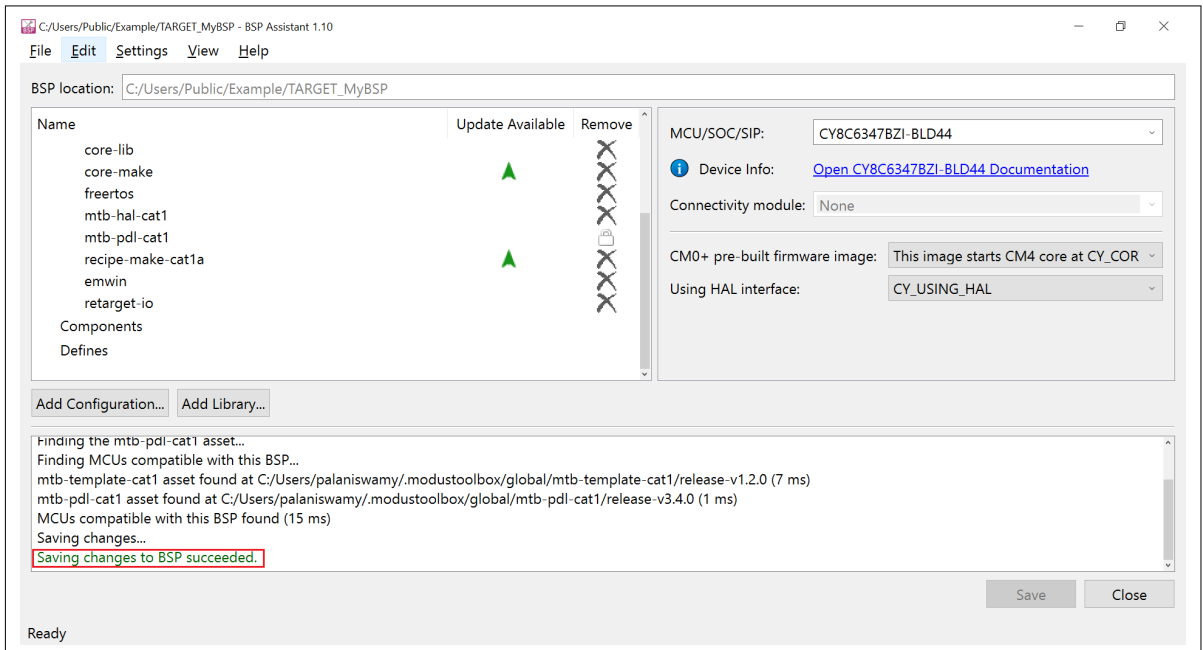 C:/Users/Public/Example/TARGET_MyBSP - BSP Assistant 1.10
File Edit Settings View Help
BSP location: C:/Users/Public/Example/TARGET_MyBSP
Name Update Available Remove
core-lib
core-make
freertos
mtb-hal-cat1
mtb-pdl-cat1
recipe-make-cat1a
emwin
retarget-io
Components
Defines
MCU/SOC/SIP: CY8C6347BZI-BLD44
Device Info: Open CY8C6347BZI-BLD44 Documentation
Connectivity module: None
CM0+ pre-built firmware image: This image starts CM4 core at CY_COR
Using HAL interface: CY_USING_HAL
Add Configuration... Add Library...
Finding the mtb-pdl-cat1 asset...
Finding MCUs compatible with this BSP...
mtb-template-cat1 asset found at C:/Users/palaniswamy/.modustoolbox/global/mtb-template-cat1/release-v1.2.0 (7 ms)
mtb-pdl-cat1 asset found at C:/Users/palaniswamy/.modustoolbox/global/mtb-pdl-cat1/release-v3.4.0 (1 ms)
MCUs compatible with this BSP found (15 ms)
Saving changes...
Saving changes to BSP succeeded.
Save Close
Ready